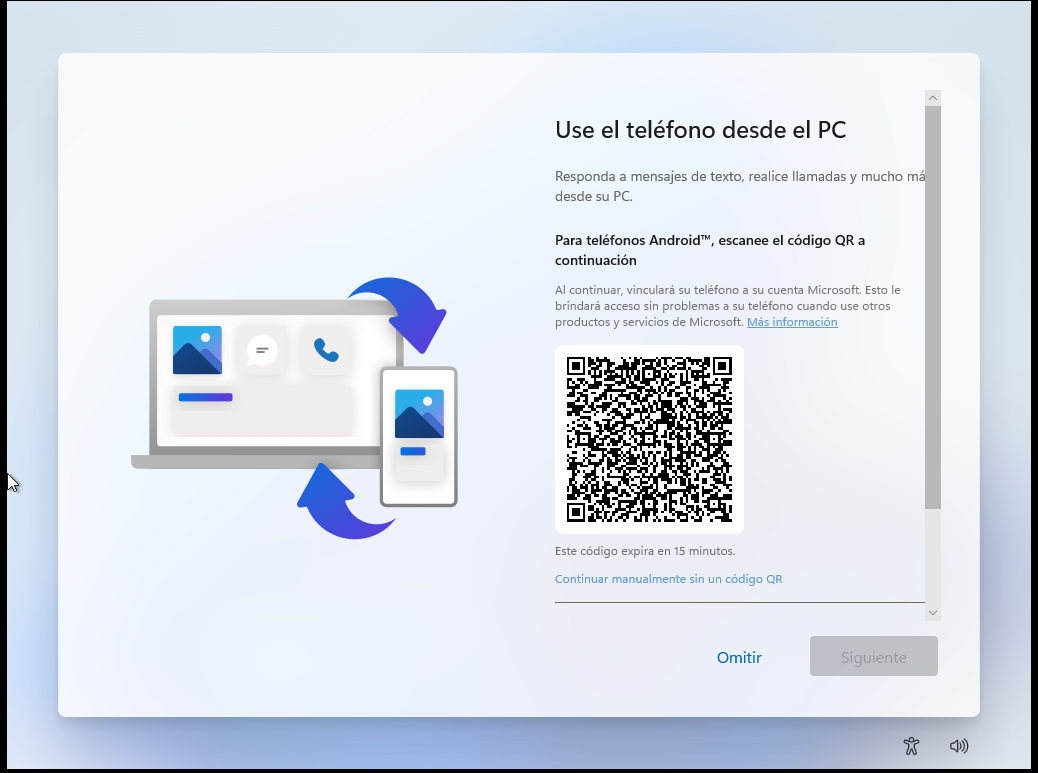 Use el teléfono desde el PC
Responda a mensajes de texto, realice llamadas y mucho má
desde su PC.
Para teléfonos Android™, escanee el código QR a
continuación
Al continuar, vinculará su teléfono a su cuenta Microsoft. Esto le
brindará acceso sin problemas a su teléfono cuando use otros
productos y servicios de Microsoft. Más información
Este código expira en 15 minutos.
Continuar manualmente sin un código QR
Omitir
Siguiente